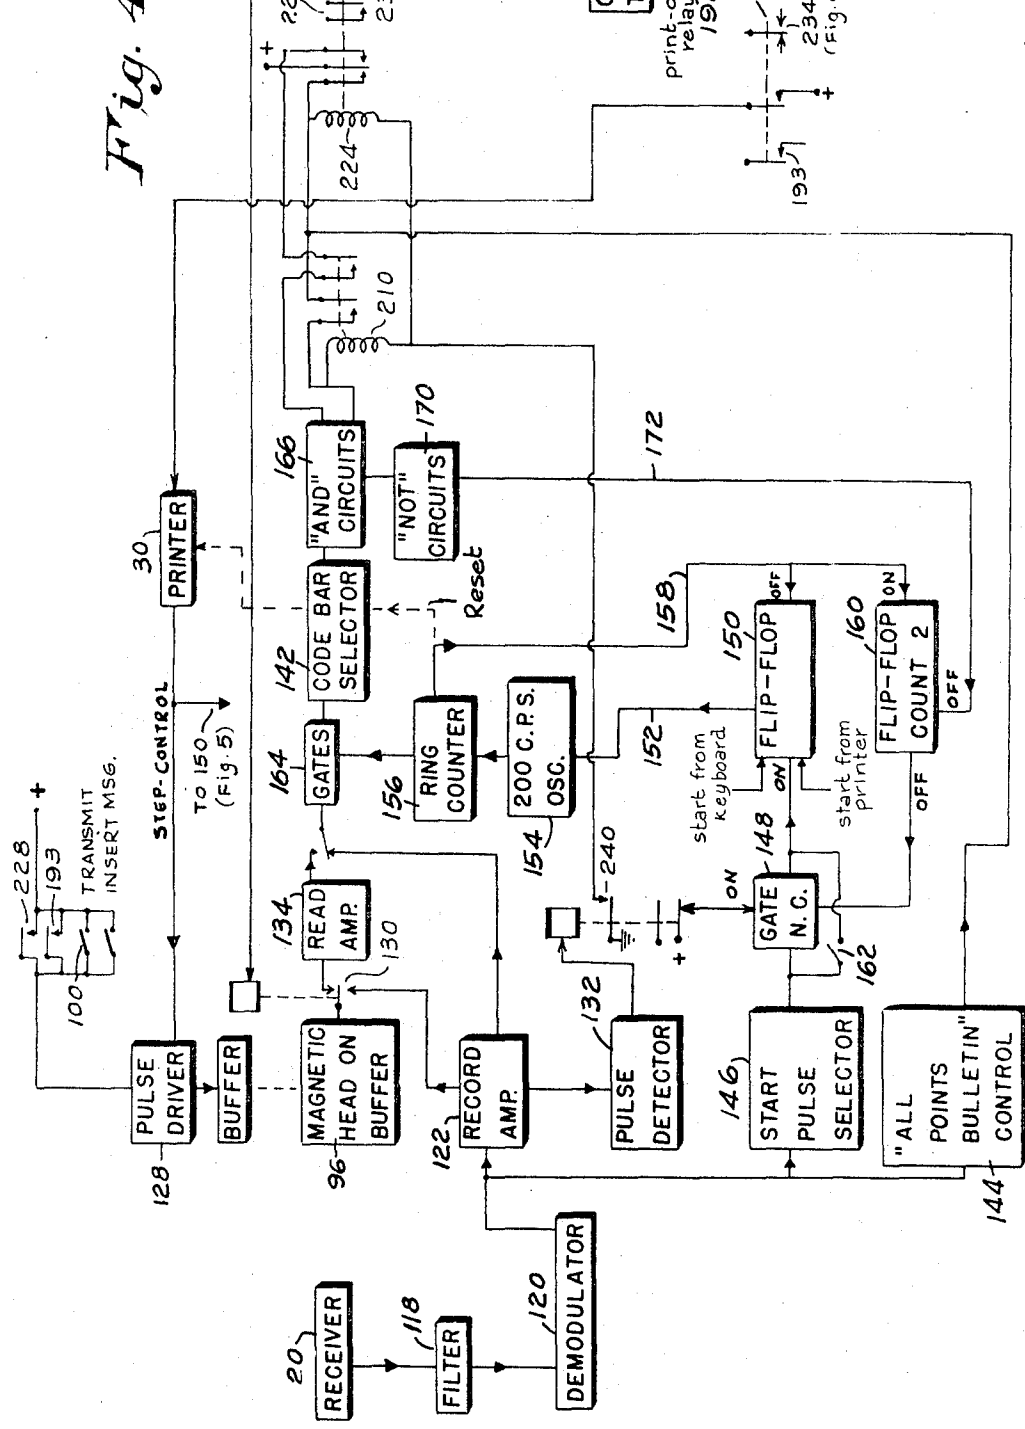 Fig. 4
+
228
193
TRANSMIT
INSERT MSG.
100
STEP-CONTROL
TO 150
(Fig. 5)
30
PRINTER
128
PULSE
DRIVER
BUFFER
MAGNETIC
HEAD ON
BUFFER
96
130
134
READ
AMP.
164
GATES
142
CODE BAR
SELECTOR
166
"AND"
CIRCUITS
170
"NOT"
CIRCUITS
172
210
224
+
Reset
156
RING
COUNTER
154
200 C.P.S.
OSC.
152
158
20
RECEIVER
118
FILTER
120
DEMODULATOR
122
RECORD
AMP.
132
PULSE
DETECTOR
240
+
ON
146
START
PULSE
SELECTOR
148
GATE
N.C.
162
start from
keyboard
ON
start from
printer
150
FLIP-FLOP
OFF
160
FLIP-FLOP
COUNT 2
ON
OFF
OFF
144
"ALL
POINTS
BULLETIN"
CONTROL
193
+
234
(Fig.
print-o
relay